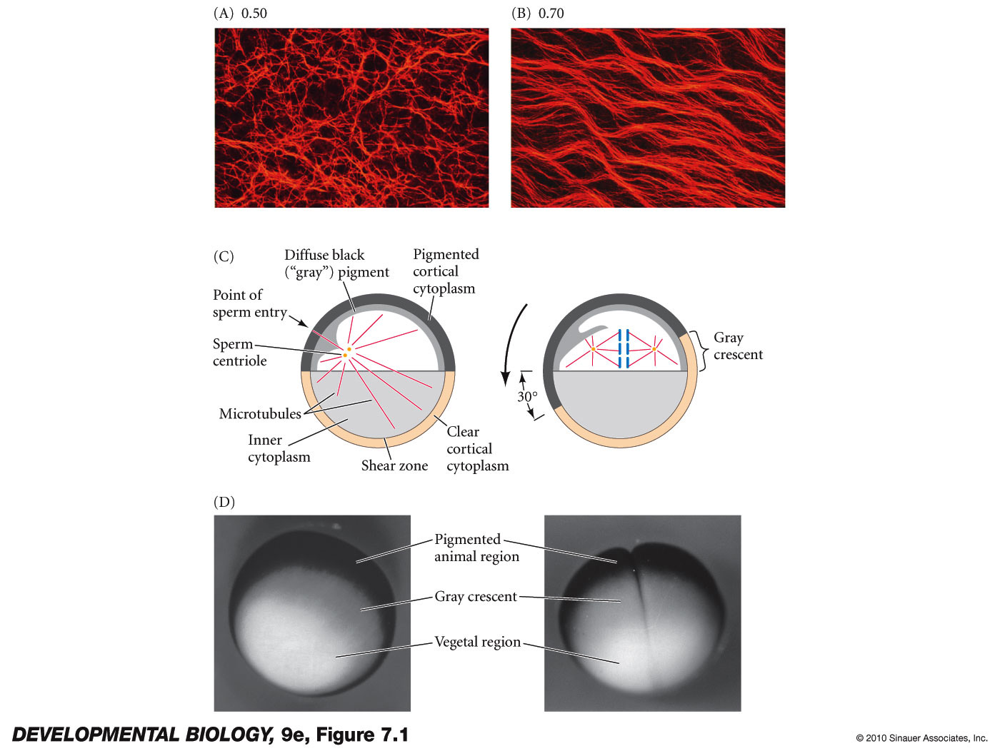 (A) 0.50
(B) 0.70
(C)
Diffuse black
(“gray”) pigment
Pigmented
cortical
cytoplasm
Point of
sperm entry
Sperm
centriole
Microtubules
Inner
cytoplasm
Shear zone
Clear
cortical
cytoplasm
Gray
crescent
30°
(D)
Pigmented
animal region
Gray crescent
Vegetal region
DEVELOPMENTAL BIOLOGY, 9e, Figure 7.1
© 2010 Sinauer Associates, Inc.